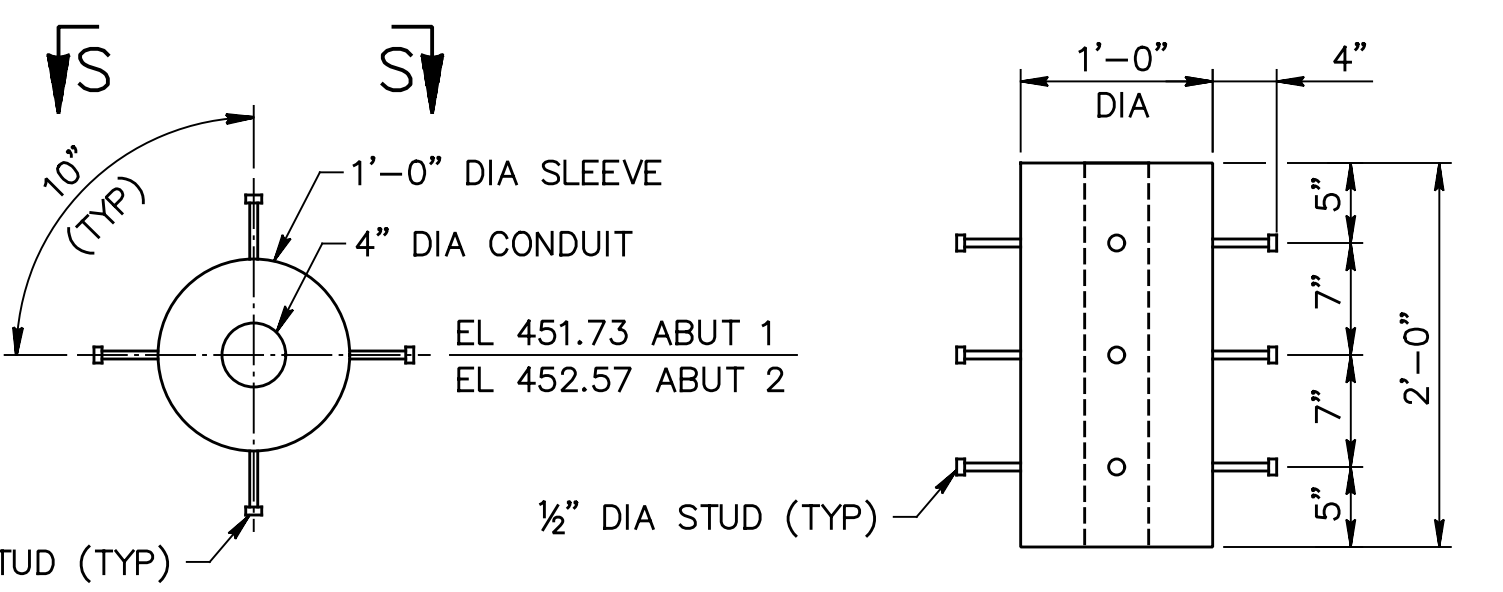 S
S
10”
(TYP)
1’–0” DIA SLEEVE
4” DIA CONDUIT
EL 451.73 ABUT 1
EL 452.57 ABUT 2
TUD (TYP)
1’–0”
DIA
4”
5”
7”
7”
5”
2’–0”
½” DIA STUD (TYP)